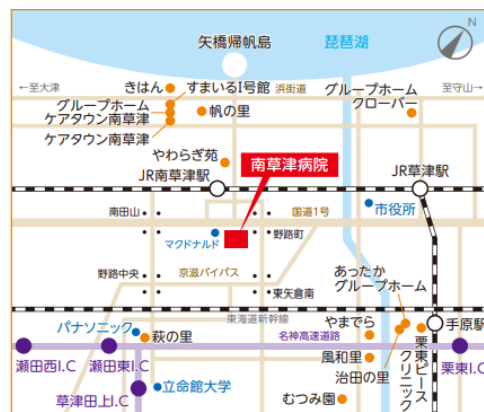 N
矢橋帰帆島
琵琶湖
←至大津
きはん
すまいるI号館
浜街道
グループホーム
クローバー
至守山→
グループホーム
ケアタウン南草津
ケアタウン南草津
帆の里
やわらぎ苑
南草津病院
JR南草津駅
JR草津駅
南田山
国道1号
市役所
マクドナルド
野路町
野路中央
京滋バイパス
あったか
グループホーム
東矢倉南
東海道新幹線
パナソニック
萩の里
名神高速道路
やまでら
手原駅
瀬田西I.C
瀬田東I.C
風和里
治田の里
栗東ピース
クリニック
栗東I.C
草津田上I.C
立命館大学
むつみ園